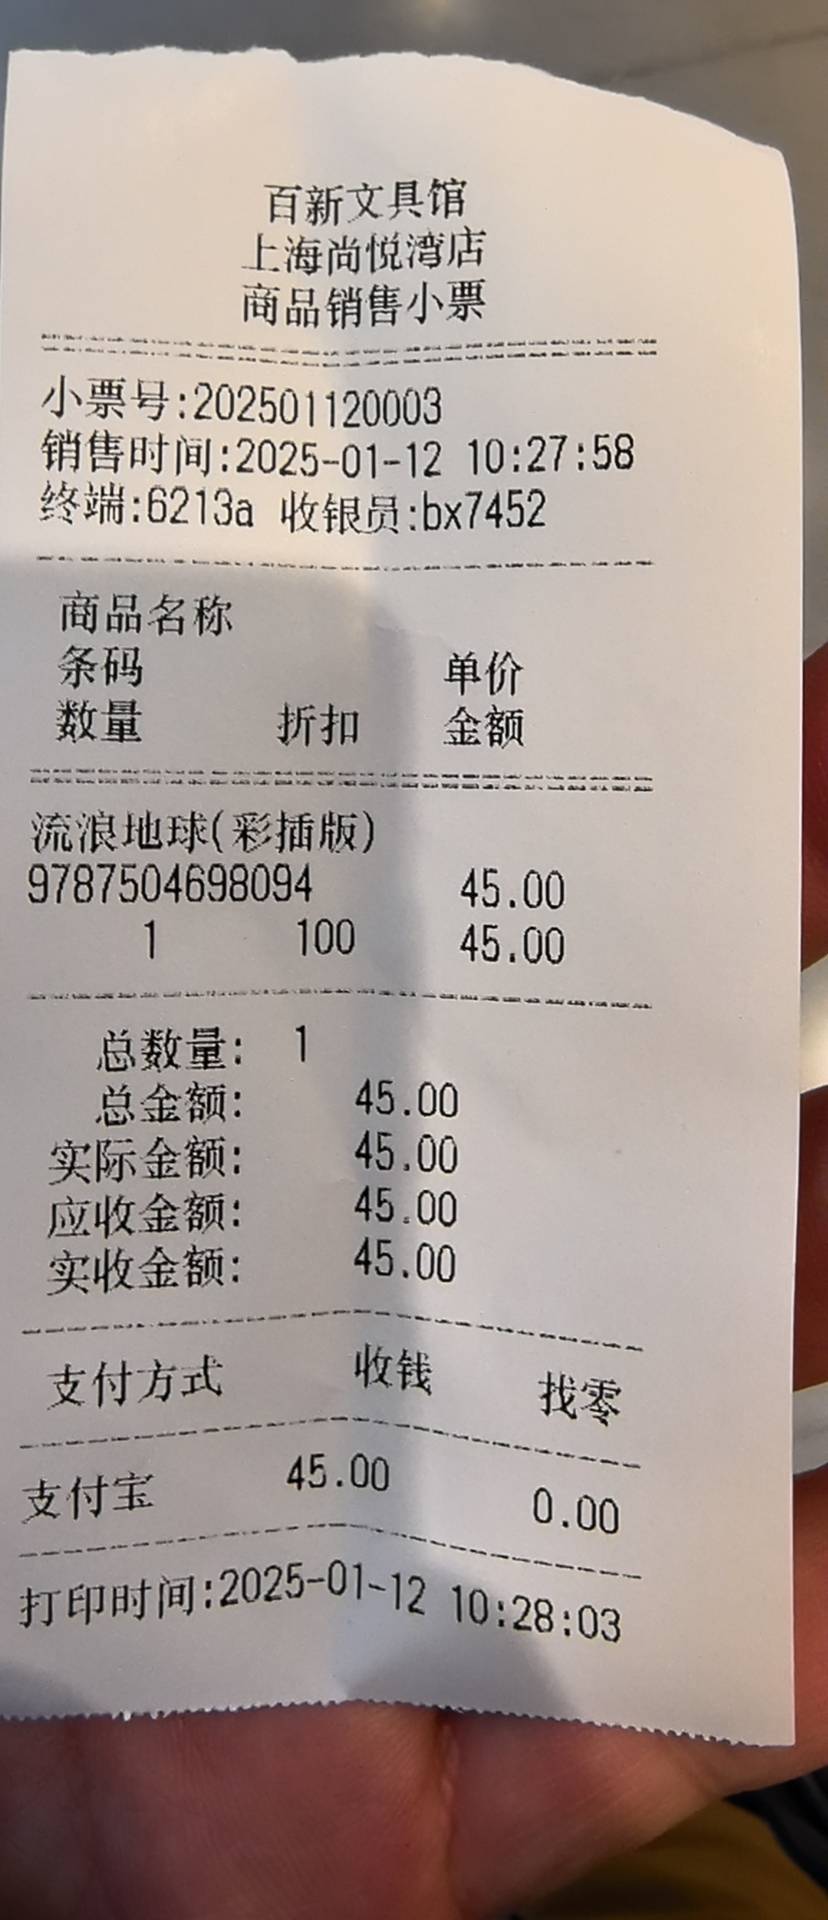 百新文具馆
上海尚悦湾店
商品销售小票
小票号:202501120003
销售时间:2025-01-12 10:27:58
终端:6213a 收银员:bx7452
商品名称
条码 单价
数量 折扣 金额
流浪地球(彩插版)
9787504698094 45.00
1 100 45.00
总数量: 1
总金额: 45.00
实际金额: 45.00
应收金额: 45.00
实收金额: 45.00
支付方式 收钱 找零
支付宝 45.00 0.00
打印时间:2025-01-12 10:28:03